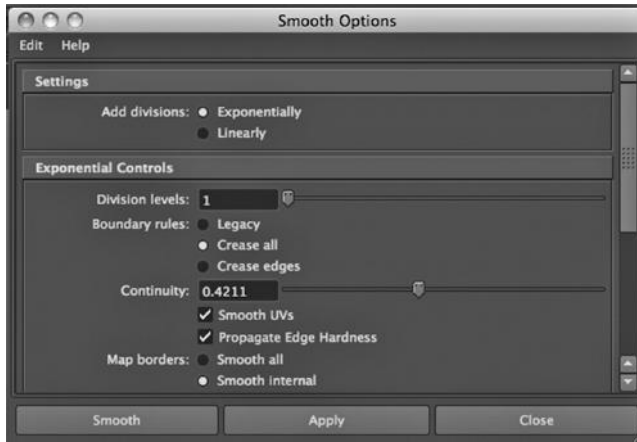 Smooth Options
Edit Help
Settings
Add divisions: Exponentially
Linearly
Exponential Controls
Division levels: 1
Boundary rules: Legacy
Crease all
Crease edges
Continuity: 0.4211
Smooth UVs
Propagate Edge Hardness
Map borders: Smooth all
Smooth internal
Smooth Apply Close